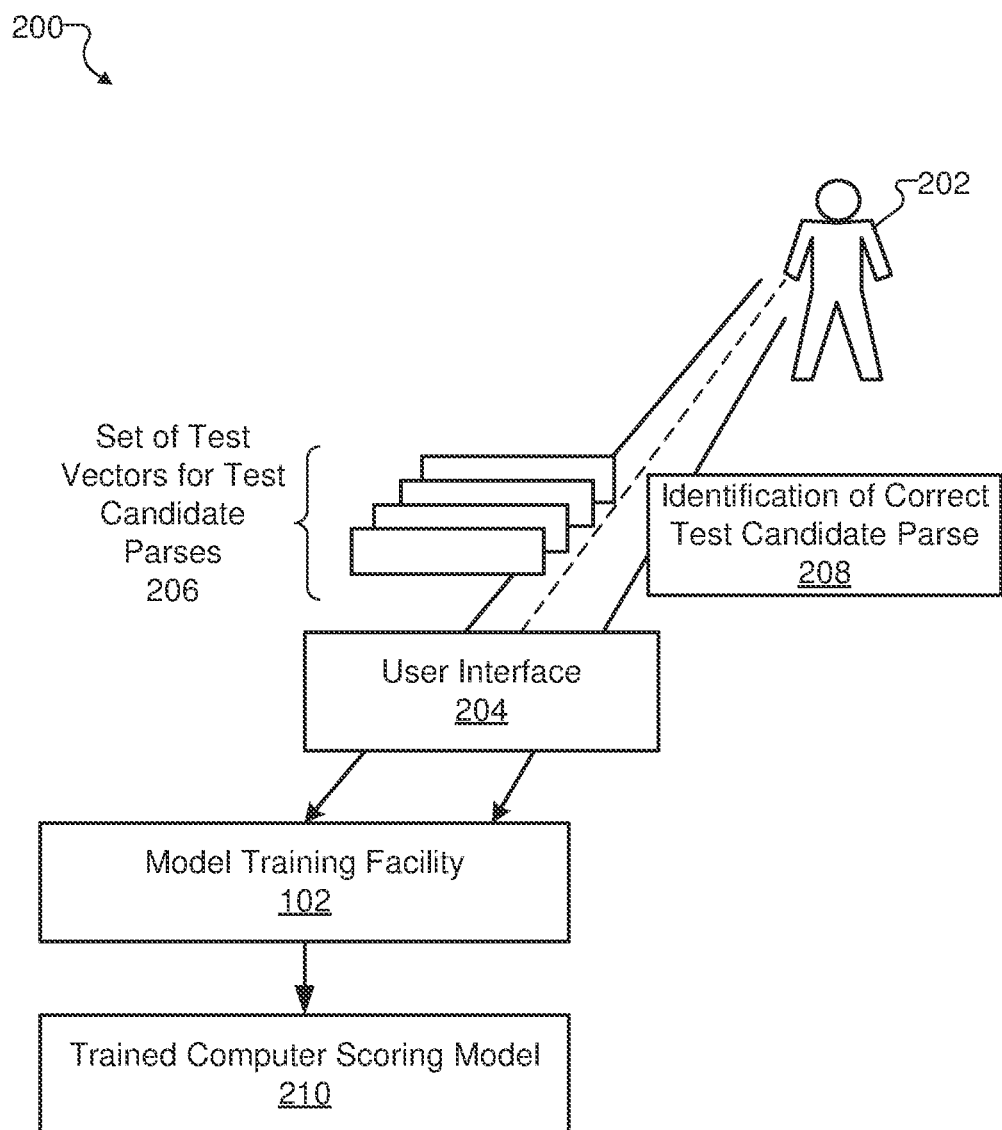 200
202
Set of Test
Vectors for Test
Candidate
Parses
206
Identification of Correct
Test Candidate Parse
208
User Interface
204
Model Training Facility
102
Trained Computer Scoring Model
210